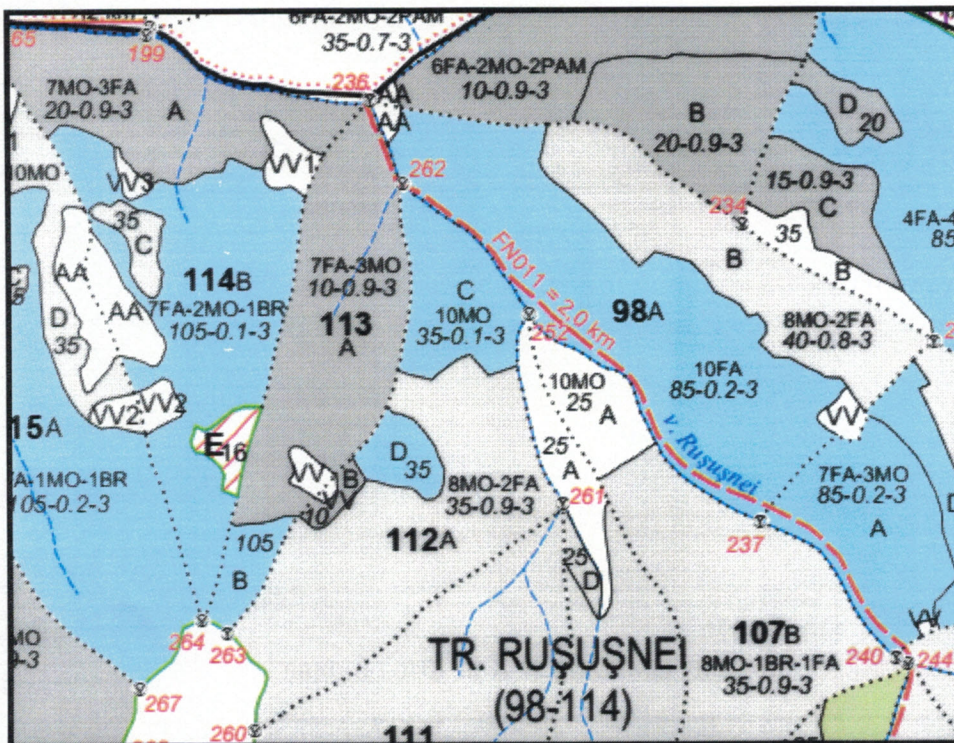 6FA-2MO-2PAM
35-0.7-3
65
199
236
7MO-3FA
20-0.9-3
A
AA
AA
6FA-2MO-2PAM
10-0.9-3
B
20-0.9-3
D
20
10MO
VV3
VV1
262
15-0.9-3
C
234
35
4FA-4
85
35
C
AA
AA
114B
7FA-2MO-1BR
105-0.1-3
7FA-3MO
10-0.9-3
113
A
C
10MO
35-0.1-3
FN011 = 2.0 km
252
98A
B
B
8MO-2FA
40-0.8-3
2
D
35
VV2
VV2
10MO
25
A
10FA
85-0.2-3
VV
15A
E
16
FA-1MO-1BR
105-0.2-3
VV
B
VV
10
D
35
8MO-2FA
35-0.9-3
25
A
261
v. Rușușnei
7FA-3MO
85-0.2-3
A
D
112A
237
105
B
25
D
VV
264
263
MO
9-3
TR. RUȘUȘNEI
(98-114)
107B
8MO-1BR-1FA
35-0.9-3
240
244
267
260
111